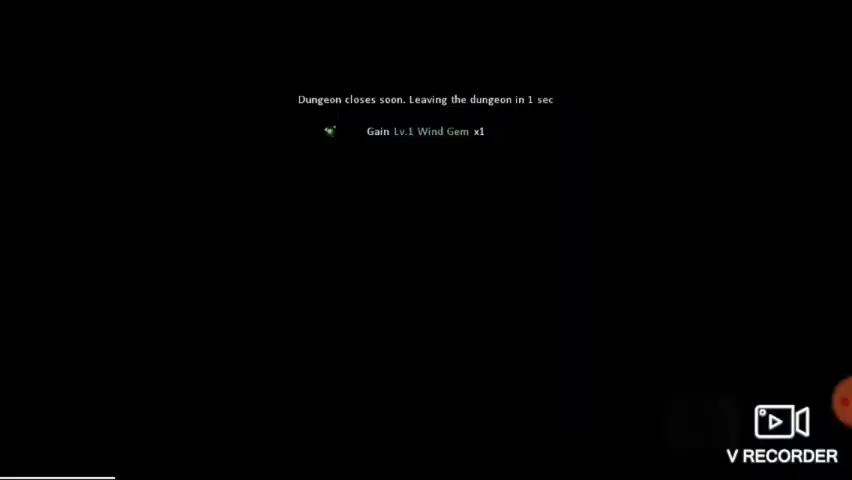 Dungeon closes soon. Leaving the dungeon in 1 sec
Gain Lv.1 Wind Gem x1
V RECORDER